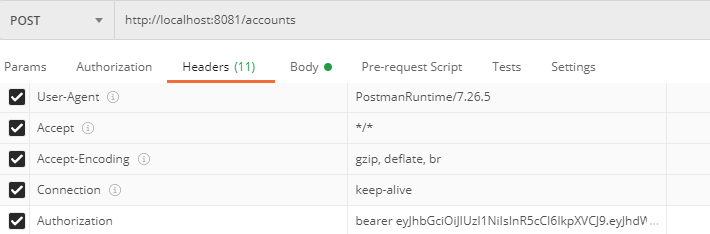 POST http://localhost:8081/accounts
Params Authorization Headers (11) Body Pre-request Script Tests Settings
User-Agent PostmanRuntime/7.26.5
Accept */*
Accept-Encoding gzip, deflate, br
Connection keep-alive
Authorization bearer eyJhbGciOiJIUzI1NiIsInR5cCI6IkpXVCJ9.eyJhdW ...